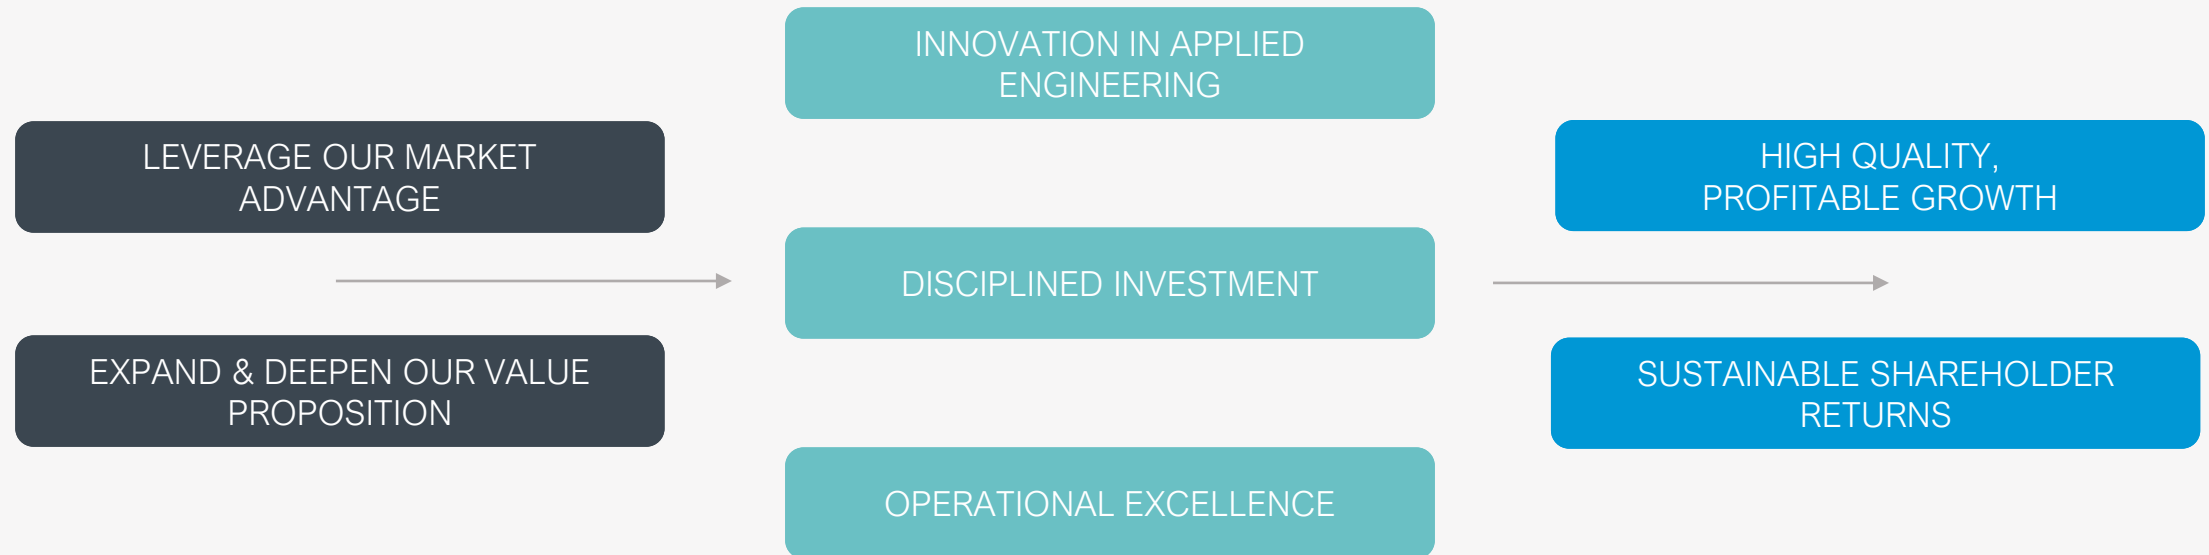 LEVERAGE OUR MARKET
ADVANTAGE
EXPAND & DEEPEN OUR VALUE
PROPOSITION
INNOVATION IN APPLIED
ENGINEERING
DISCIPLINED INVESTMENT
OPERATIONAL EXCELLENCE
HIGH QUALITY,
PROFITABLE GROWTH
SUSTAINABLE SHAREHOLDER
RETURNS